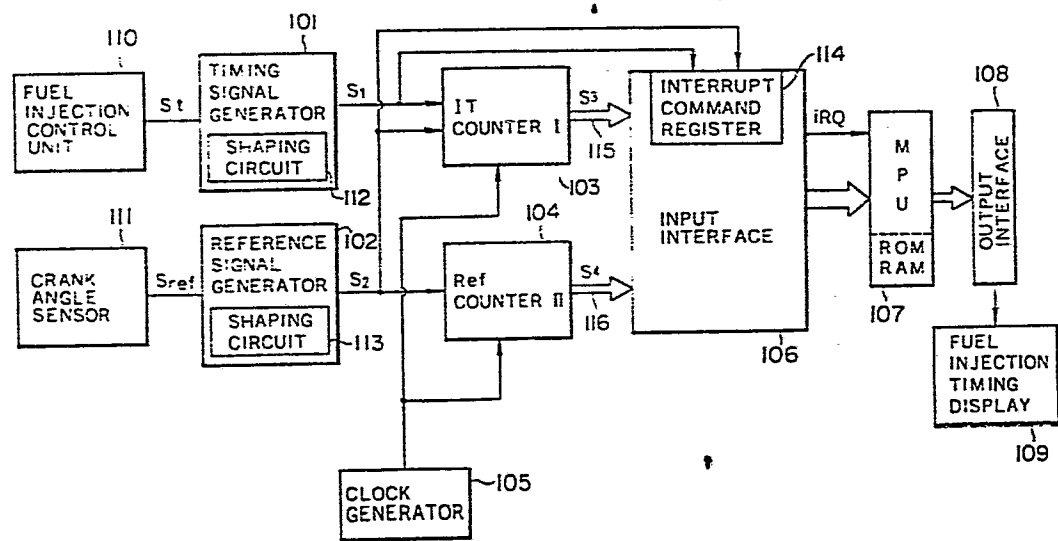 110
FUEL
INJECTION
CONTROL
UNIT
St
101
TIMING
SIGNAL
GENERATOR
SHAPING
CIRCUIT
112
S1
IT
COUNTER I
103
S3
115
INTERRUPT
COMMAND
REGISTER
114
INPUT
INTERFACE
106
iRQ
MPU
ROM
RAM
107
108
OUTPUT INTERFACE
111
CRANK
ANGLE
SENSOR
Sref
102
REFERENCE
SIGNAL
GENERATOR
SHAPING
CIRCUIT
113
S2
104
Ref
COUNTER II
S4
116
FUEL
INJECTION
TIMING
DISPLAY
109
CLOCK
GENERATOR
105